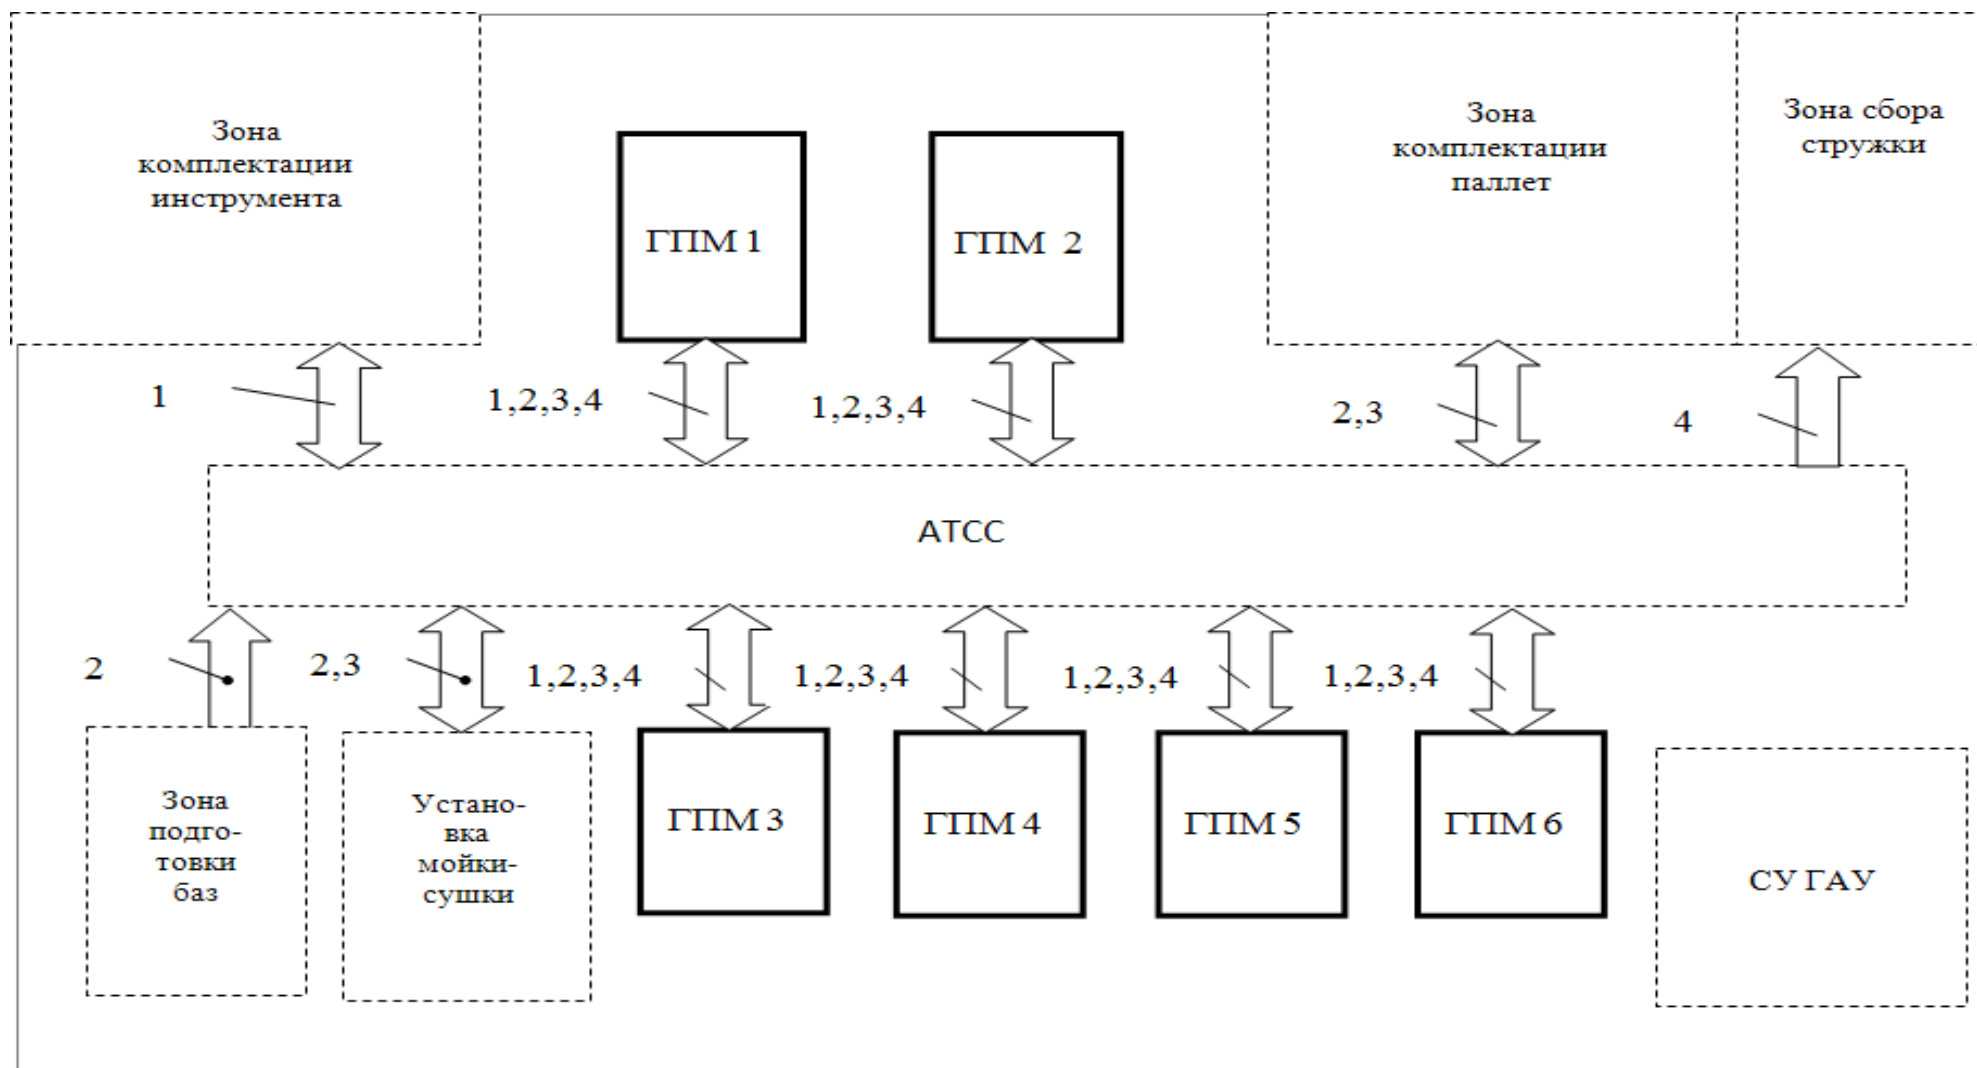 Зона
комплектации
инструмента
ГПМ 1
ГПМ 2
Зона
комплектации
паллет
Зона сбора
стружки
1
1,2,3,4
1,2,3,4
2,3
4
АТСС
2
2,3
1,2,3,4
1,2,3,4
1,2,3,4
1,2,3,4
Зона
подго-
товки
баз
Устано-
вка
мойки-
сушки
ГПМ 3
ГПМ 4
ГПМ 5
ГПМ 6
СУ ГАУ